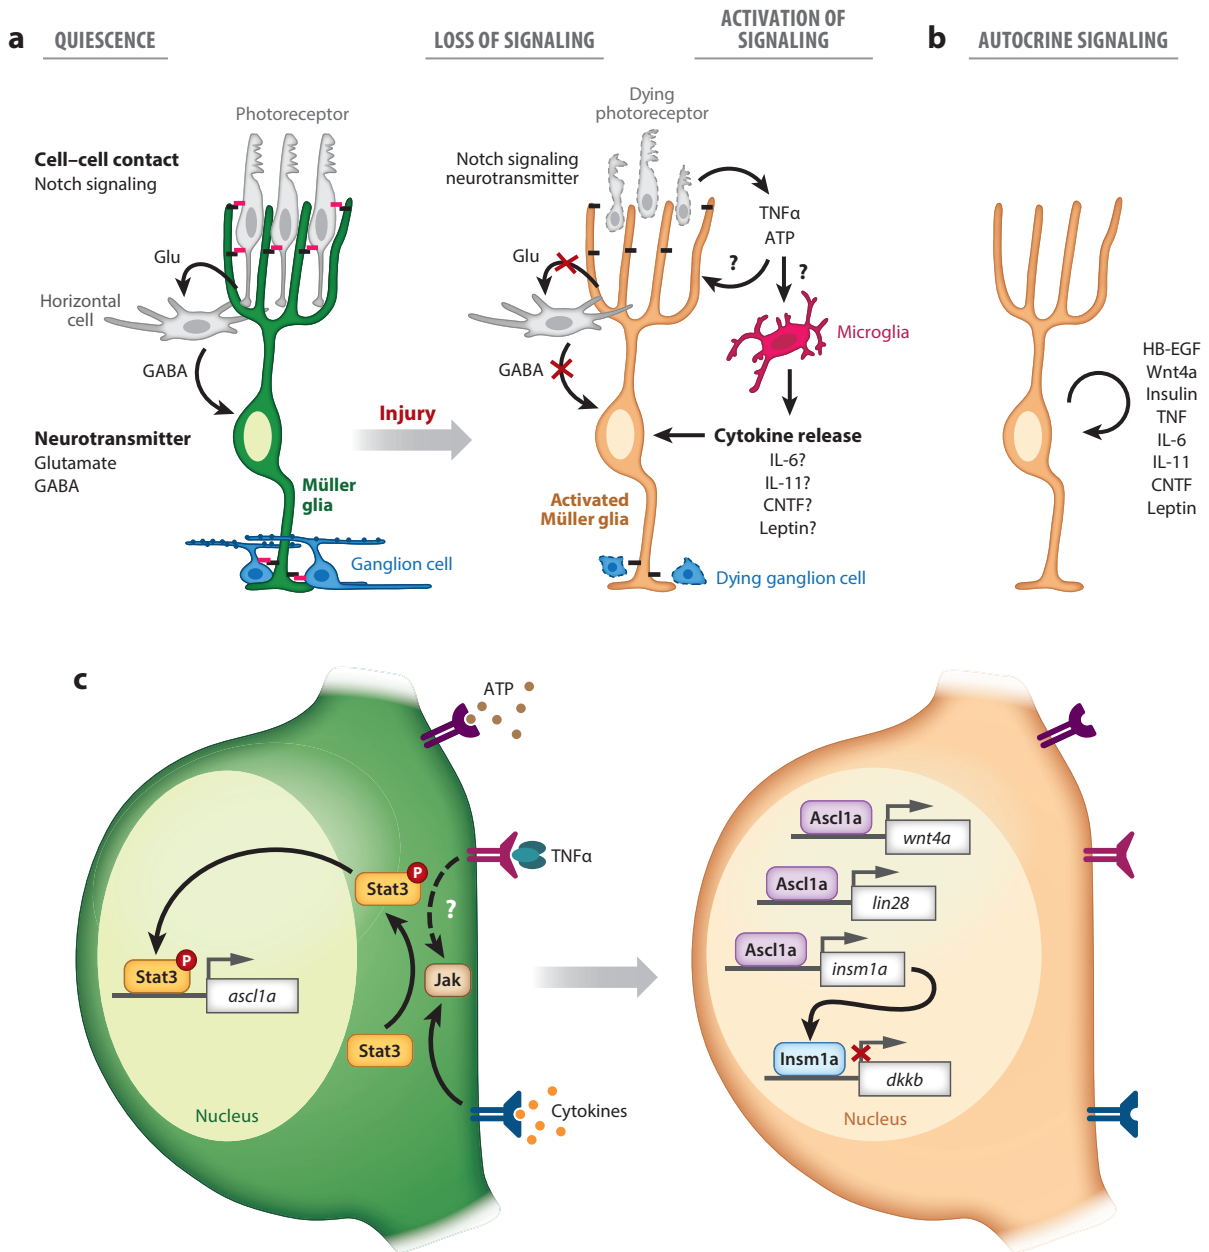 a
QUIESCENCE
LOSS OF SIGNALING
ACTIVATION OF
SIGNALING
Photoreceptor
Cell–cell contact
Notch signaling
Glu
Horizontal
cell
GABA
Neurotransmitter
Glutamate
GABA
Müller
glia
Ganglion cell
Injury
Dying
photoreceptor
Notch signaling
neurotransmitter
Glu
GABA
TNFα
ATP
?
?
Microglia
Cytokine release
IL-6?
IL-11?
CNTF?
Leptin?
Activated
Müller glia
Dying ganglion cell
b
AUTOCRINE SIGNALING
HB-EGF
Wnt4a
Insulin
TNF
IL-6
IL-11
CNTF
Leptin
c
ATP
TNFα
P
Stat3
?
P
Stat3
ascl1a
Jak
Stat3
Cytokines
Nucleus
Ascl1a
wnt4a
Ascl1a
lin28
Ascl1a
insm1a
Insm1a
dkkb
Nucleus